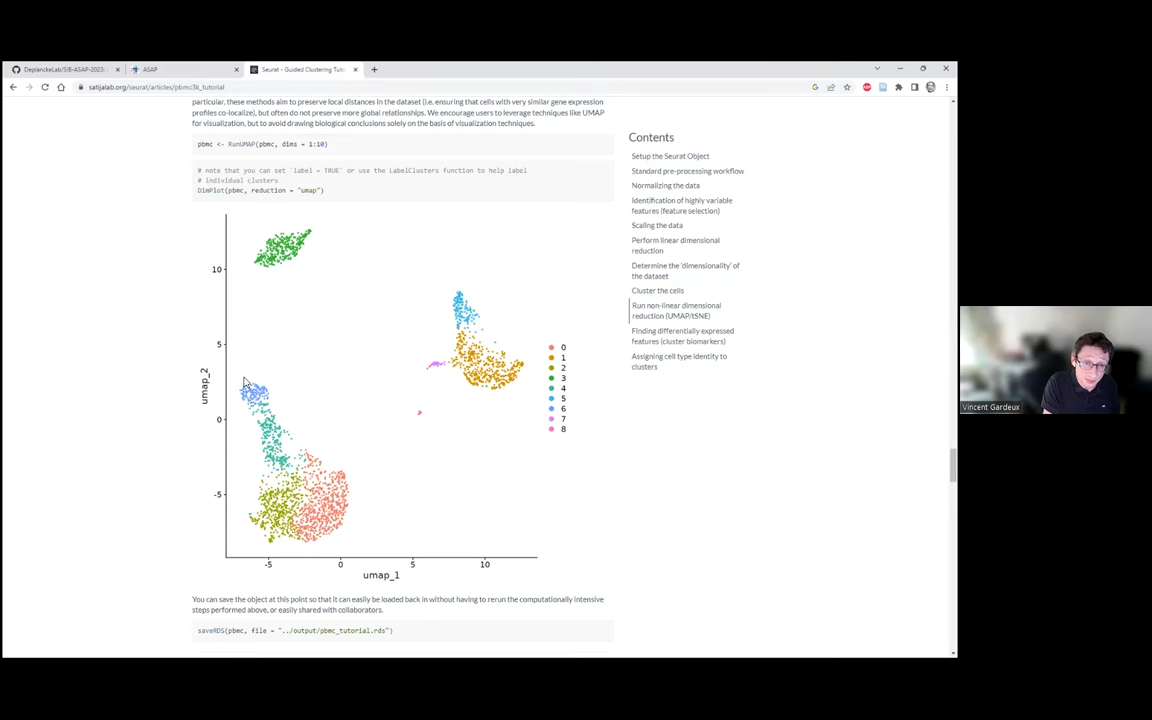 DeplanckeLab/SIB-ASAP-2023:
ASAP
Seurat - Guided Clustering Tuto
satijalab.org/seurat/articles/pbmc3k_tutorial
particular, these methods aim to preserve local distances in the dataset (i.e. ensuring that cells with very similar gene expression
profiles co-localize), but often do not preserve more global relationships. We encourage users to leverage techniques like UMAP
for visualization, but to avoid drawing biological conclusions solely on the basis of visualization techniques.
pbmc <- RunUMAP(pbmc, dims = 1:10)
# note that you can set `label = TRUE` or use the LabelClusters function to help label
# individual clusters
DimPlot(pbmc, reduction = "umap")
10
5
0
-5
umap_2
-5
0
5
10
umap_1
0
1
2
3
4
5
6
7
8
You can save the object at this point so that it can easily be loaded back in without having to rerun the computationally intensive
steps performed above, or easily shared with collaborators.
saveRDS(pbmc, file = "../output/pbmc_tutorial.rds")
Contents
Setup the Seurat Object
Standard pre-processing workflow
Normalizing the data
Identification of highly variable
features (feature selection)
Scaling the data
Perform linear dimensional
reduction
Determine the 'dimensionality' of
the dataset
Cluster the cells
Run non-linear dimensional
reduction (UMAP/tSNE)
Finding differentially expressed
features (cluster biomarkers)
Assigning cell type identity to
clusters
Vincent Gardeux